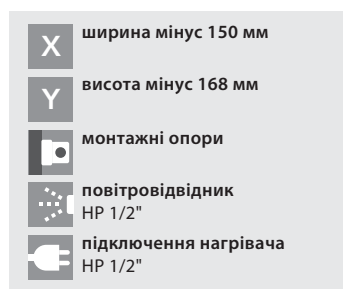 X ширина мінус 150 мм
Y висота мінус 168 мм
монтажні опори
повітровідвідник
НР 1/2"
підключення нагрівача
НР 1/2"